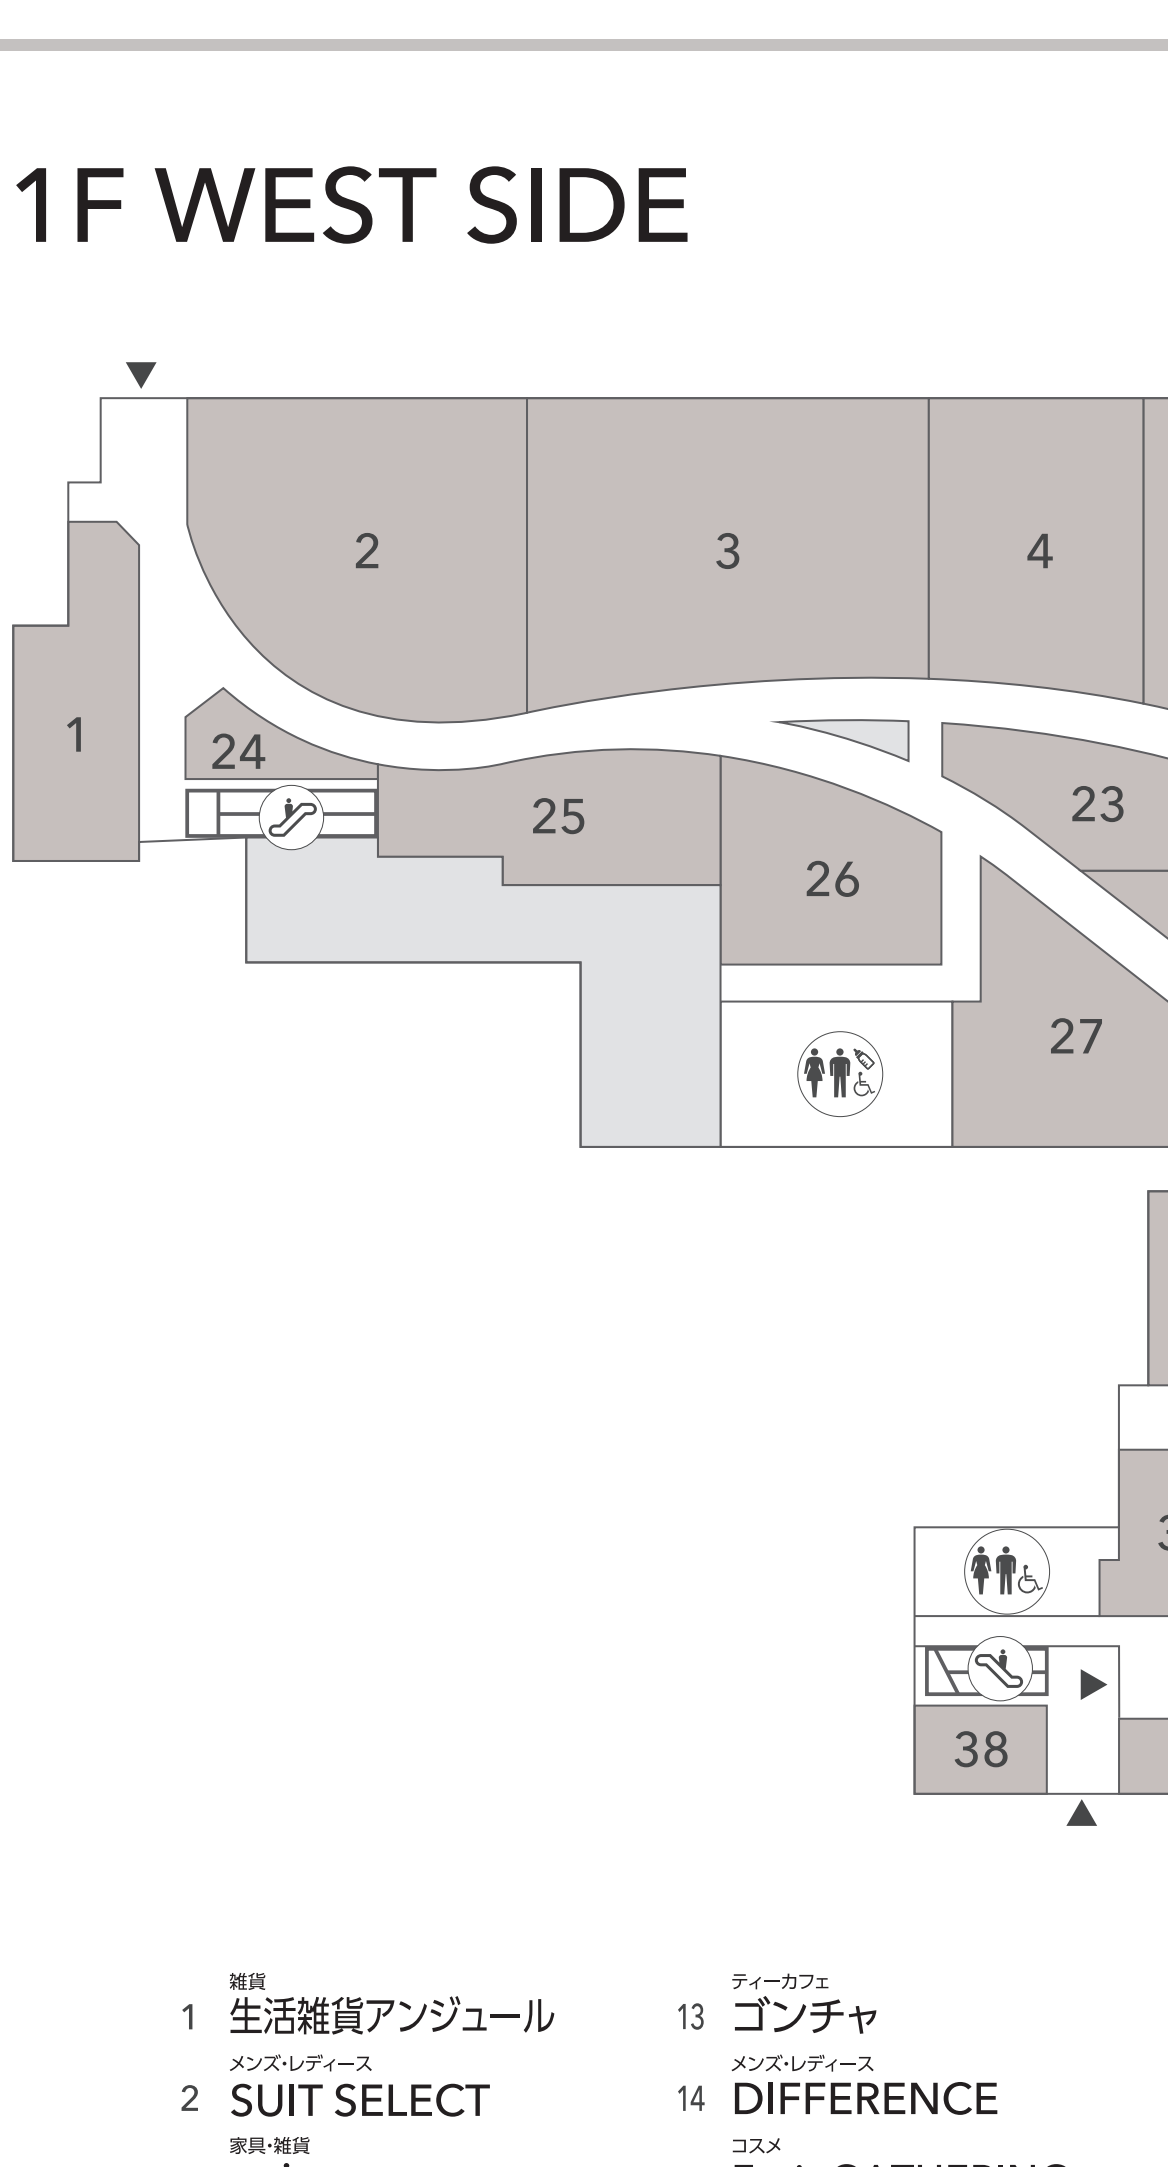 1F WEST SIDE
2
3
4
1
24
25
23
26
27
38
雑貨
1 生活雑貨アンジュール
メンズ・レディース
2 SUIT SELECT
家具・雑貨
ティーカフェ
13 ゴンチャ
メンズ・レディース
14 DIFFERENCE
コスメ